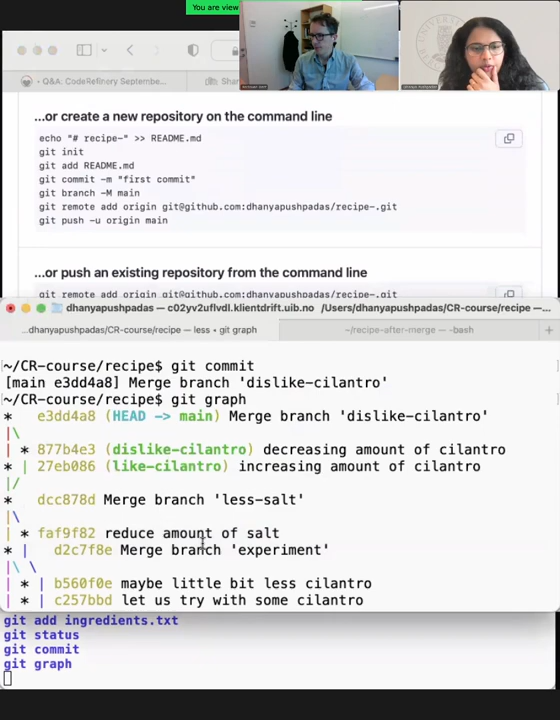 You are view
Q&A: CodeRefinery Septembe...
Shar
...or create a new repository on the command line
echo "# recipe-" >> README.md
git init
git add README.md
git commit -m "first commit"
git branch -M main
git remote add origin git@github.com:dhanyapushpadas/recipe-.git
git push -u origin main
...or push an existing repository from the command line
git remote add origin git@github.com:dhanyapushpadas/recipe-.git
dhanyapushpadas — c02yv2uflvdl.klientdrift.uib.no /Users/dhanyapushpadas/CR-course/recipe —...
...dhanyapushpadas/CR-course/recipe — less • git graph
~/recipe-after-merge — -bash
~/CR-course/recipe$ git commit
[main e3dd4a8] Merge branch 'dislike-cilantro'
~/CR-course/recipe$ git graph
*   e3dd4a8 (HEAD -> main) Merge branch 'dislike-cilantro'
|\
| * 877b4e3 (dislike-cilantro) decreasing amount of cilantro
* | 27eb086 (like-cilantro) increasing amount of cilantro
|/
*   dcc878d Merge branch 'less-salt'
|\
| * faf9f82 reduce amount of salt
* |   d2c7f8e Merge branch 'experiment'
|\ \
| * | b560f0e maybe little bit less cilantro
| * | c257bbd let us try with some cilantro
git add ingredients.txt
git status
git commit
git graph